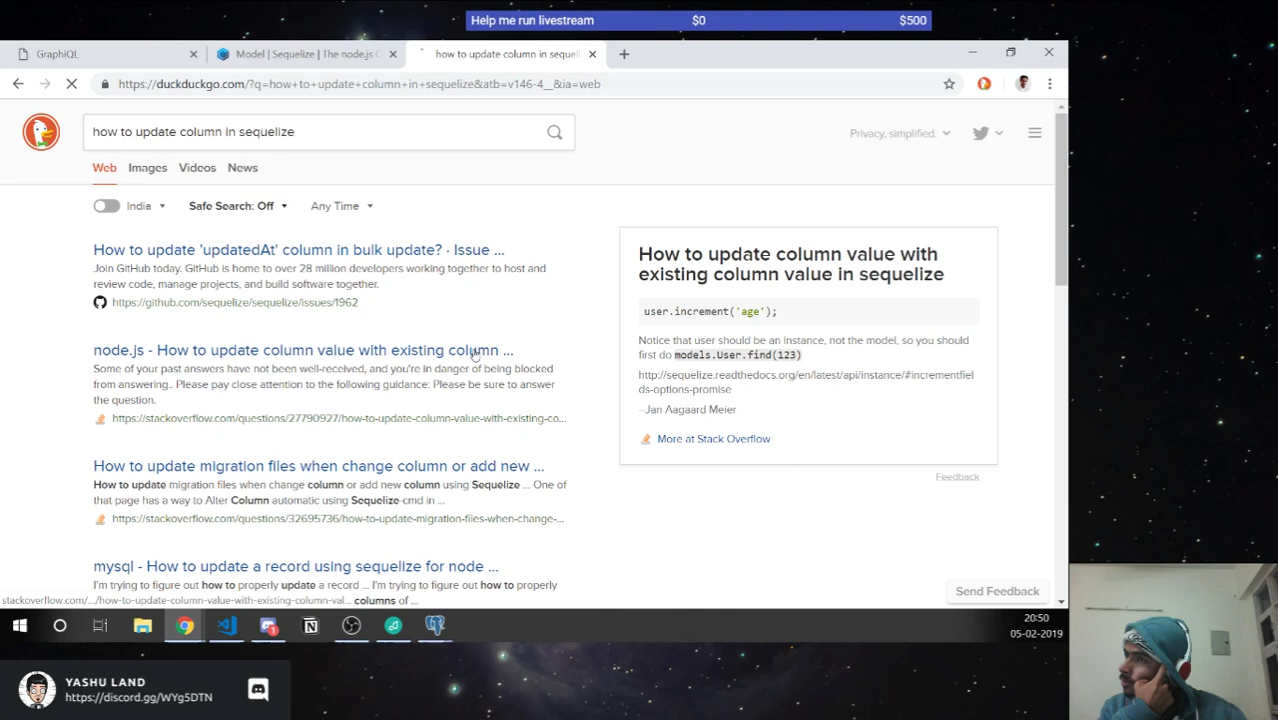 Help me run livestream $0 $500
GraphiQL
Model | Sequelize | The node.js O
how to update column in sequeli
https://duckduckgo.com/?q=how+to+update+column+in+sequelize&atb=v146-4__&ia=web
how to update column in sequelize
Privacy, simplified.
Web Images Videos News
India Safe Search: Off Any Time
How to update 'updatedAt' column in bulk update? · Issue ...
Join GitHub today. GitHub is home to over 28 million developers working together to host and
review code, manage projects, and build software together.
https://github.com/sequelize/sequelize/issues/1962
node.js - How to update column value with existing column ...
Some of your past answers have not been well-received, and you're in danger of being blocked
from answering.. Please pay close attention to the following guidance: Please be sure to answer
the question.
https://stackoverflow.com/questions/27790927/how-to-update-column-value-with-existing-co...
How to update migration files when change column or add new ...
How to update migration files when change column or add new column using Sequelize ... One of
that page has a way to Alter Column automatic using Sequelize-cmd in ...
https://stackoverflow.com/questions/32695736/how-to-update-migration-files-when-change-...
mysql - How to update a record using sequelize for node ...
I'm trying to figure out how to properly update a record ... I'm trying to figure out how to properly
columns of ...
stackoverflow.com/.../how-to-update-column-value-with-existing-column-val...
How to update column value with
existing column value in sequelize
user.increment('age');
Notice that user should be an instance, not the model, so you should
first do models.User.find(123)
http://sequelize.readthedocs.org/en/latest/api/instance/#incrementfiel
ds-options-promise
–Jan Aagaard Meier
More at Stack Overflow
Feedback
Send Feedback
20:50
05-02-2019
YASHU LAND
https://discord.gg/WYg5DTN